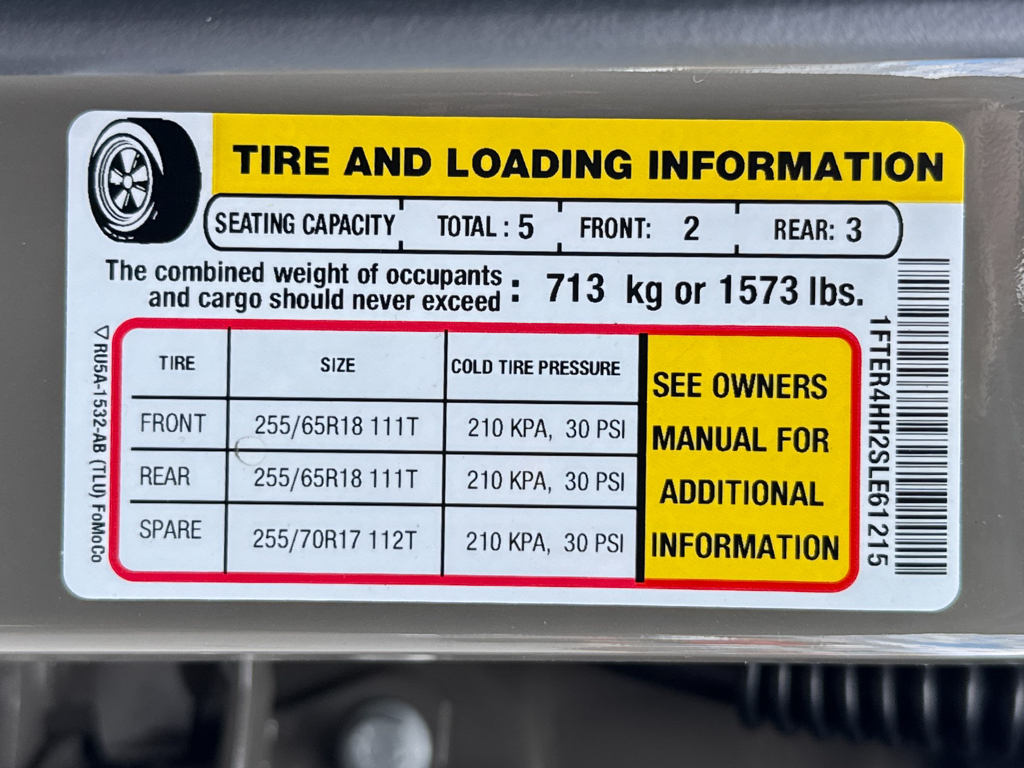 TIRE AND LOADING INFORMATION
SEATING CAPACITY TOTAL : 5 FRONT: 2 REAR: 3
The combined weight of occupants
and cargo should never exceed : 713 kg or 1573 lbs.
TIRE SIZE COLD TIRE PRESSURE
FRONT 255/65R18 111T 210 KPA, 30 PSI
REAR 255/65R18 111T 210 KPA, 30 PSI
SPARE 255/70R17 112T 210 KPA, 30 PSI
SEE OWNERS
MANUAL FOR
ADDITIONAL
INFORMATION
RU5A-1532-AB (TLU) FoMoCo
1FTER4HH2SLE61215